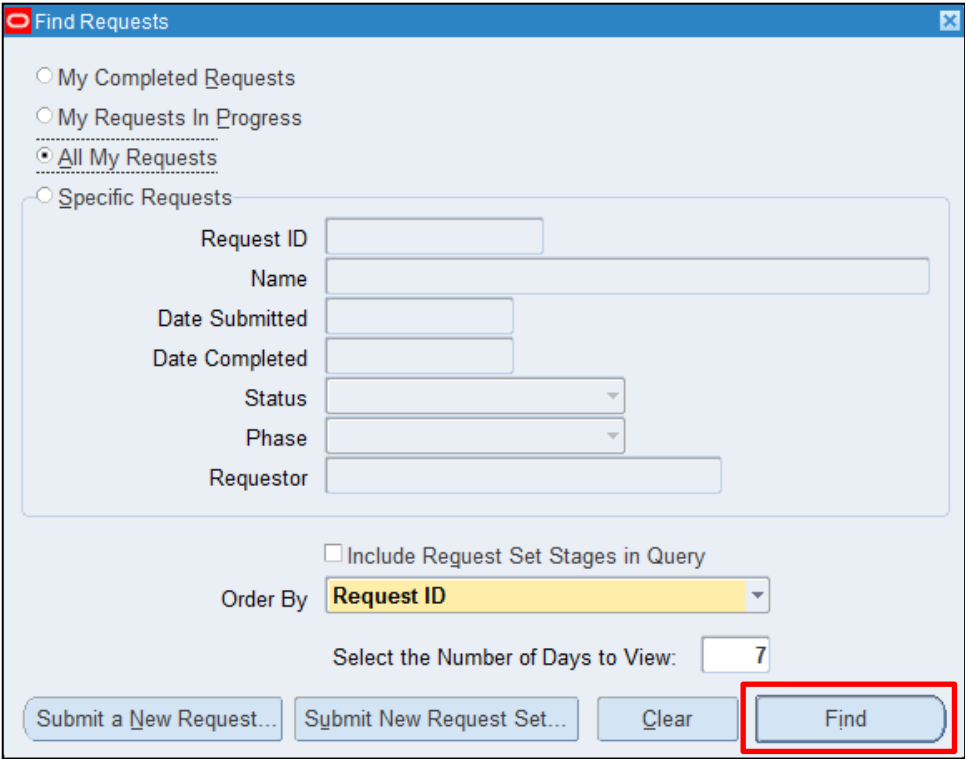 Find Requests
My Completed Requests
My Requests In Progress
All My Requests
Specific Requests
Request ID
Name
Date Submitted
Date Completed
Status
Phase
Requestor
Include Request Set Stages in Query
Order By Request ID
Select the Number of Days to View: 7
Submit a New Request... Submit New Request Set... Clear Find